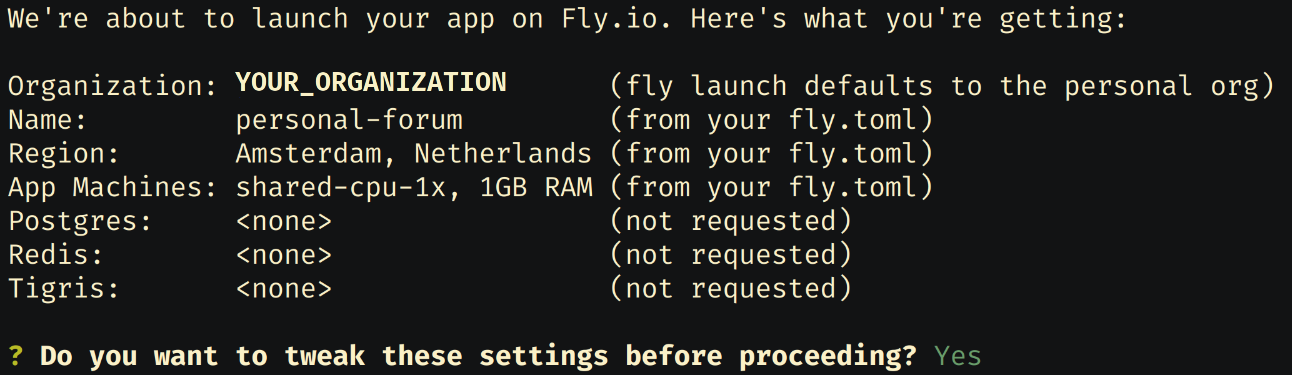 We're about to launch your app on Fly.io. Here's what you're getting:
Organization: YOUR_ORGANIZATION (fly launch defaults to the personal org)
Name: personal-forum (from your fly.toml)
Region: Amsterdam, Netherlands (from your fly.toml)
App Machines: shared-cpu-1x, 1GB RAM (from your fly.toml)
Postgres: <none> (not requested)
Redis: <none> (not requested)
Tigris: <none> (not requested)
? Do you want to tweak these settings before proceeding? Yes